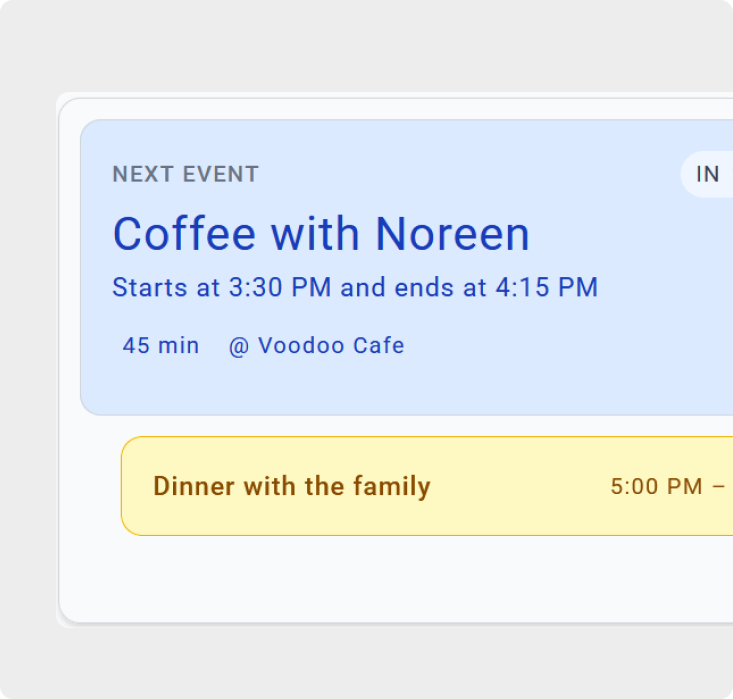 NEXT EVENT IN
Coffee with Noreen
Starts at 3:30 PM and ends at 4:15 PM
45 min @ Voodoo Cafe
Dinner with the family 5:00 PM –